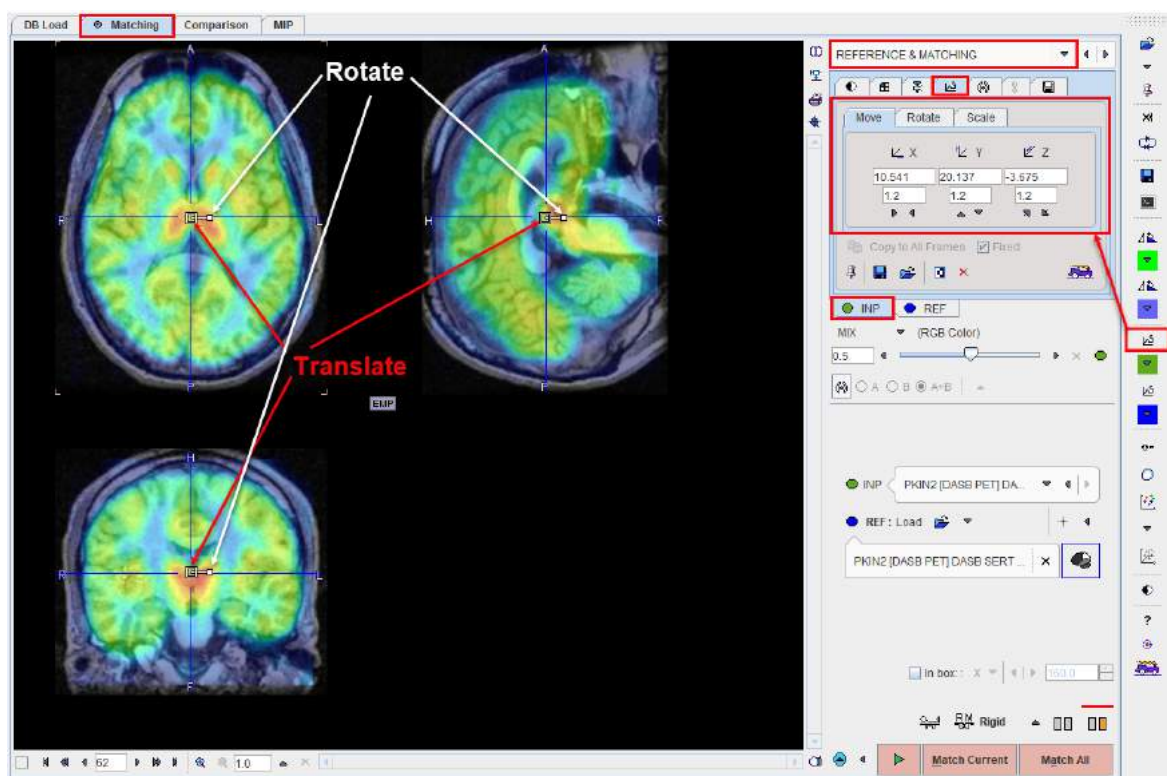 DB Load Matching Comparison MIP
REFERENCE & MATCHING
A A
Rotate
Move Rotate Scale
X Y Z
10.541 20.137 -3.675
1.2 1.2 1.2
R L H F
Copy to All Frames Fixed
INP REF
MIX (RGB Color)
0.5
Translate
A B A+B
P P
EMP
H
INP PKIN2 [DASB PET] DA...
REF: Load
PKIN2 [DASB PET] DASB SERT ...
R L
F
In box: X 150.0
Rigid
62 1.0
Match Current Match All